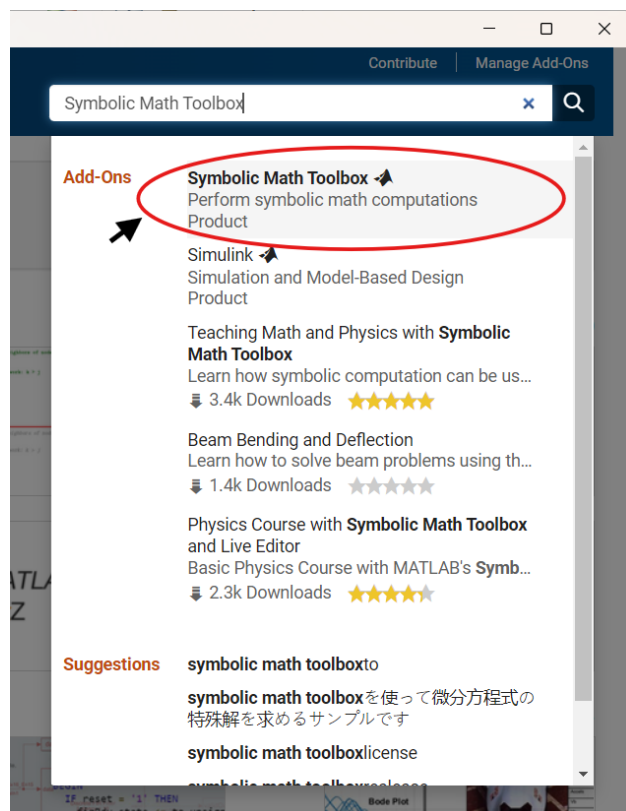 Contribute
Manage Add-Ons
Symbolic Math Toolbox
Add-Ons
Symbolic Math Toolbox
Perform symbolic math computations
Product
Simulink
Simulation and Model-Based Design
Product
Teaching Math and Physics with Symbolic
Math Toolbox
Learn how symbolic computation can be us...
3.4k Downloads
Beam Bending and Deflection
Learn how to solve beam problems using th...
1.4k Downloads
Physics Course with Symbolic Math Toolbox
and Live Editor
Basic Physics Course with MATLAB's Symb...
2.3k Downloads
Suggestions
symbolic math toolboxto
symbolic math toolboxを使って微分方程式の
特殊解を求めるサンプルです
symbolic math toolboxlicense
IF reset = '1' THEN
Bode Plot